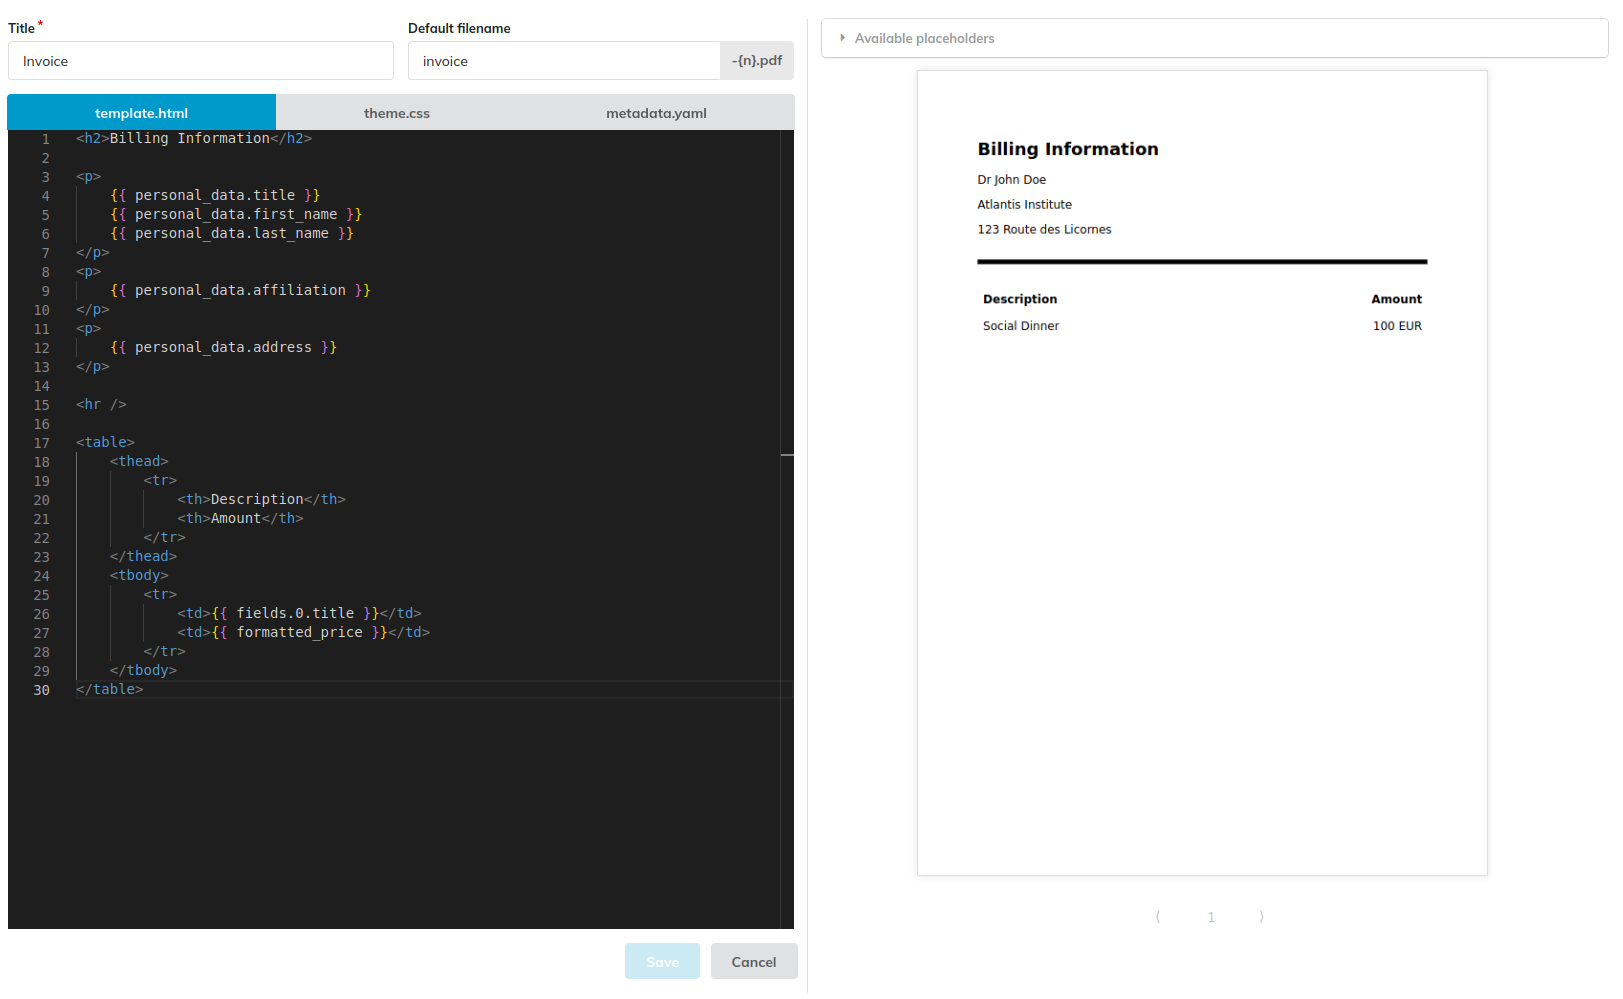 Title *
Default filename
Invoice
invoice
-{n}.pdf
template.html
theme.css
metadata.yaml
1 <h2>Billing Information</h2>
2
3 <p>
4     {{ personal_data.title }}
5     {{ personal_data.first_name }}
6     {{ personal_data.last_name }}
7 </p>
8 <p>
9     {{ personal_data.affiliation }}
10 </p>
11 <p>
12     {{ personal_data.address }}
13 </p>
14
15 <hr />
16
17 <table>
18     <thead>
19         <tr>
20             <th>Description</th>
21             <th>Amount</th>
22         </tr>
23     </thead>
24     <tbody>
25         <tr>
26             <td>{{ fields.0.title }}</td>
27             <td>{{ formatted_price }}</td>
28         </tr>
29     </tbody>
30 </table>
Save
Cancel
Available placeholders
Billing Information
Dr John Doe
Atlantis Institute
123 Route des Licornes
Description Amount
Social Dinner 100 EUR
⟨ 1 ⟩